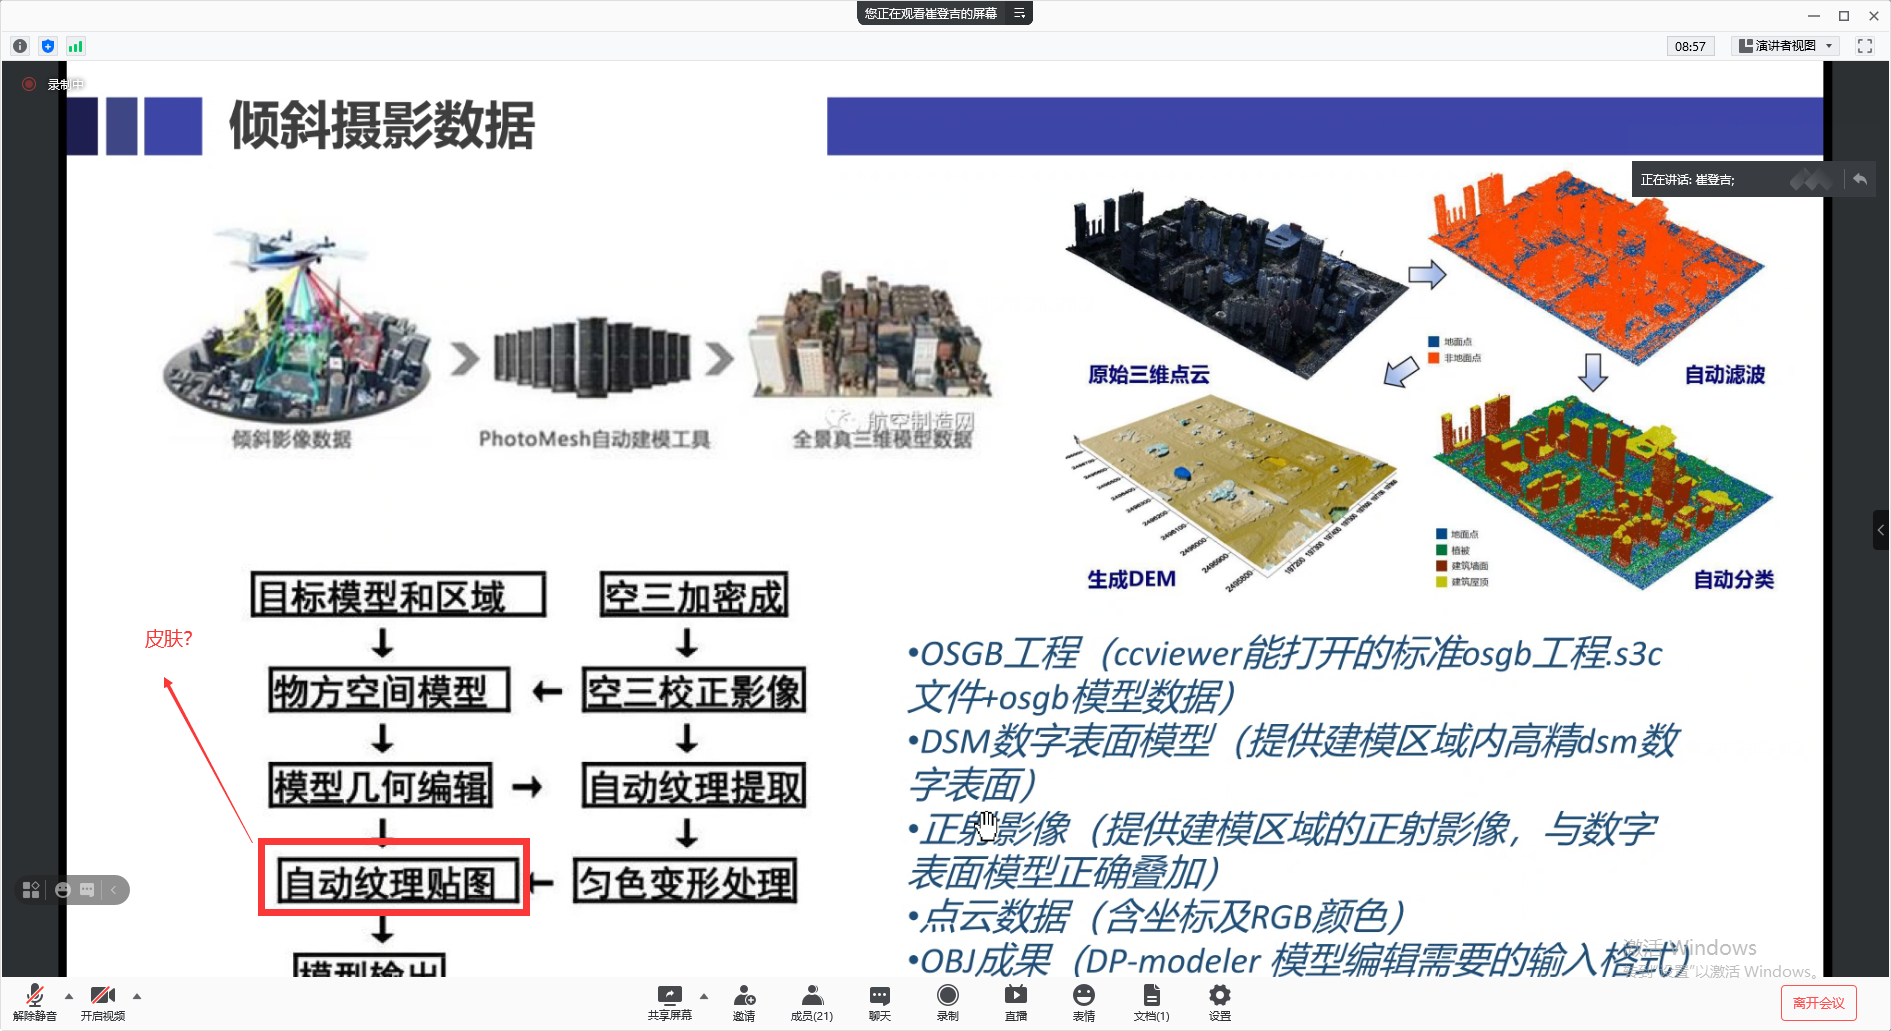 您正在观看崔登吉的屏幕
08:57
演讲者视图
录制中
倾斜摄影数据
正在讲话: 崔登吉;
地面点
非地面点
原始三维点云
自动滤波
航空制造网
倾斜影像数据
PhotoMesh自动建模工具
全景真三维模型数据
地面点
植被
建筑墙面
建筑屋顶
生成DEM
自动分类
目标模型和区域
空三加密成
皮肤?
物方空间模型
空三校正影像
模型几何编辑
自动纹理提取
自动纹理贴图
匀色变形处理
模型输出
•OSGB工程（ccviewer能打开的标准osgb工程.s3c
文件+osgb模型数据）
•DSM数字表面模型（提供建模区域内高精dsm数
字表面）
•正射影像（提供建模区域的正射影像，与数字
表面模型正确叠加）
•点云数据（含坐标及RGB颜色）
•OBJ成果（DP-modeler 模型编辑需要的输入格式）
激活 Windows
转到"设置"以激活 Windows。
解除静音
开启视频
共享屏幕
邀请
成员(21)
聊天
录制
直播
表情
文档(1)
设置
离开会议